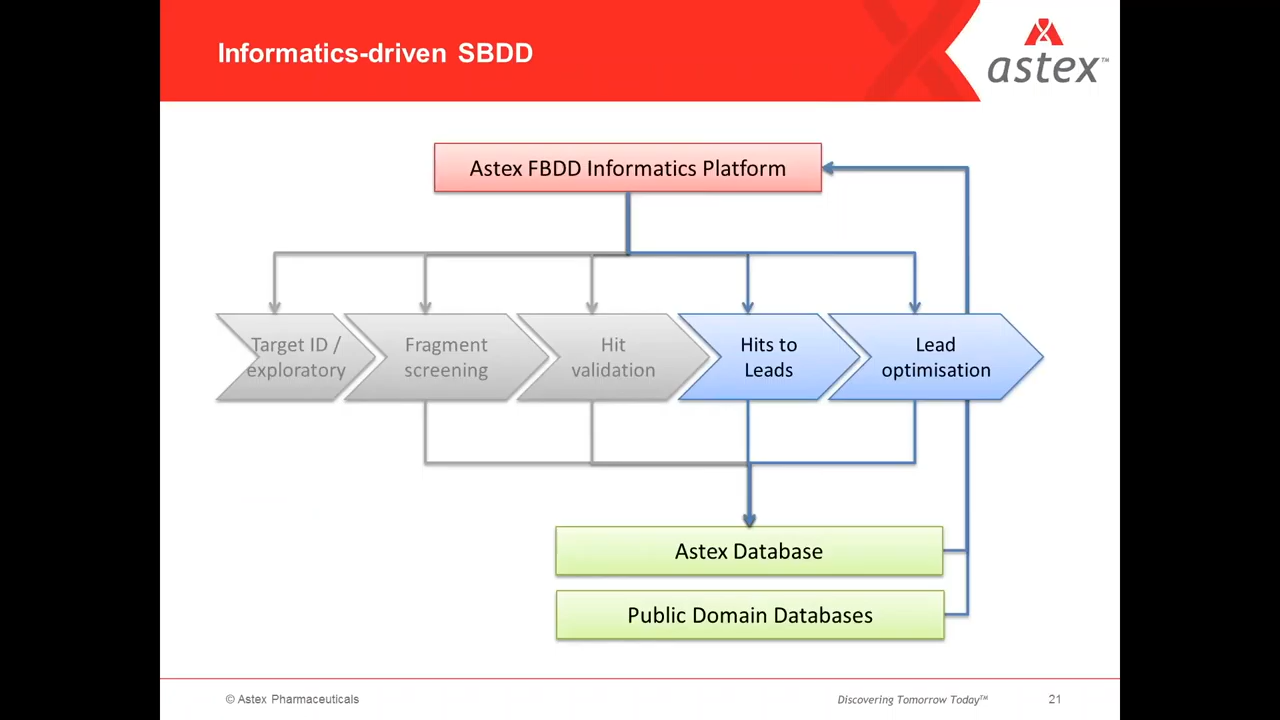 Informatics-driven SBDD
astex™
Astex FBDD Informatics Platform
Target ID /
exploratory
Fragment
screening
Hit
validation
Hits to
Leads
Lead
optimisation
Astex Database
Public Domain Databases
© Astex Pharmaceuticals
Discovering Tomorrow Today™
21